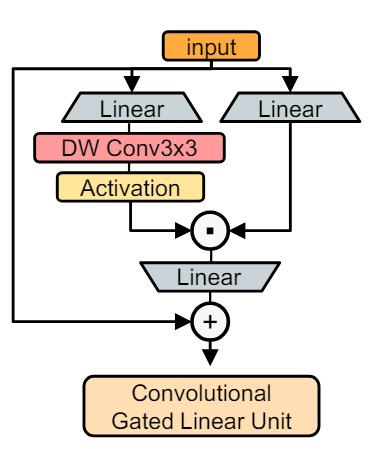 input
Linear
Linear
DW Conv3x3
Activation
Linear
+
Convolutional
Gated Linear Unit